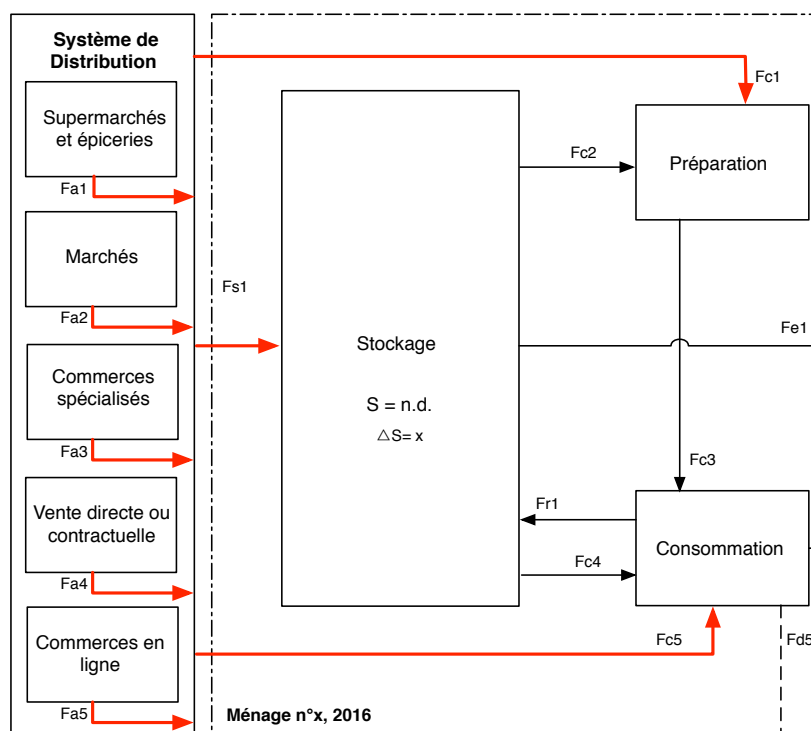 Système de
Distribution
Supermarchés
et épiceries
Fa1
Marchés
Fa2
Commerces
spécialisés
Fa3
Vente directe ou
contractuelle
Fa4
Commerces en
ligne
Fa5
Fs1
Stockage
S = n.d.
△S= x
Fc1
Fc2
Préparation
Fe1
Fc3
Fr1
Fc4
Consommation
Fc5
Fd5
Ménage n°x, 2016